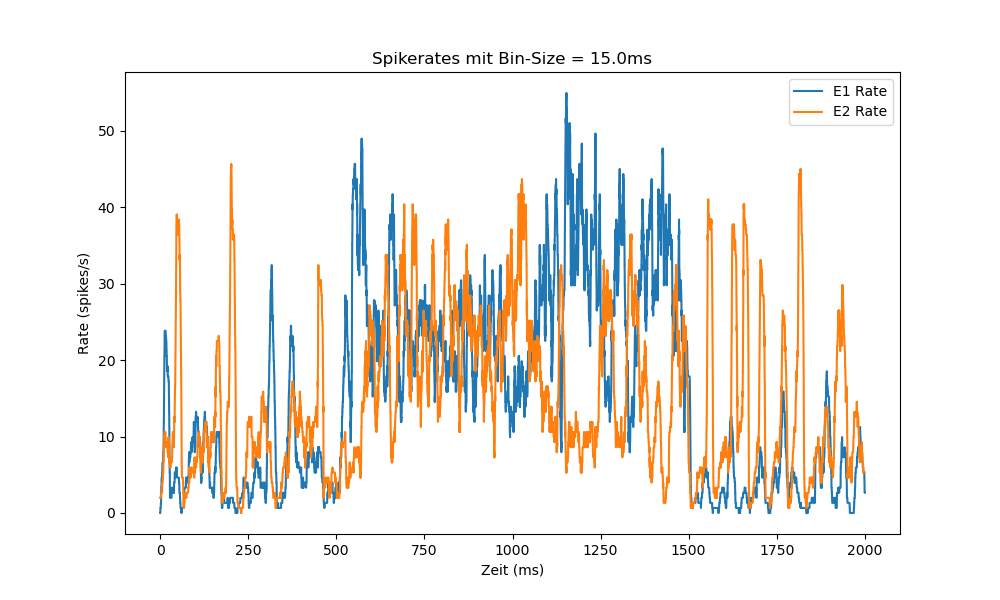 Spikerates mit Bin-Size = 15.0ms
E1 Rate
E2 Rate
Rate (spikes/s)
50
40
30
20
10
0
0 250 500 750 1000 1250 1500 1750 2000
Zeit (ms)